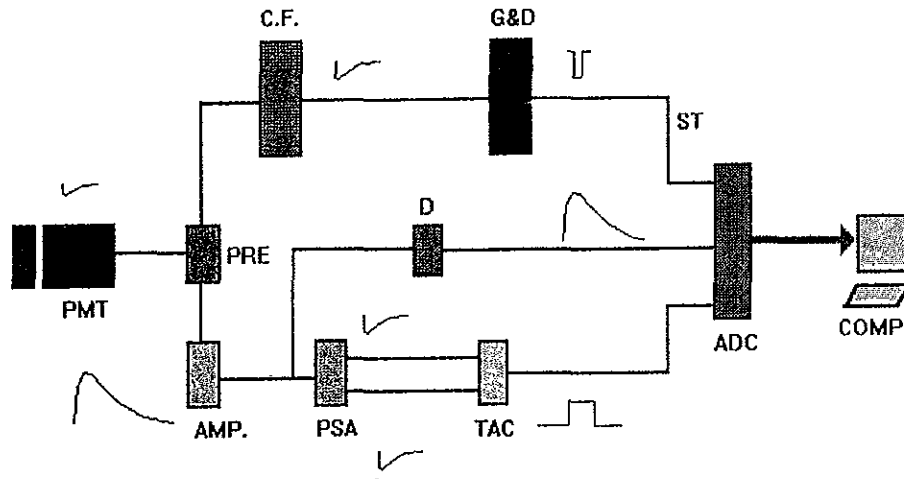 C.F.
G&D
ST
D
PRE
PMT
ADC
COMP
AMP.
PSA
TAC